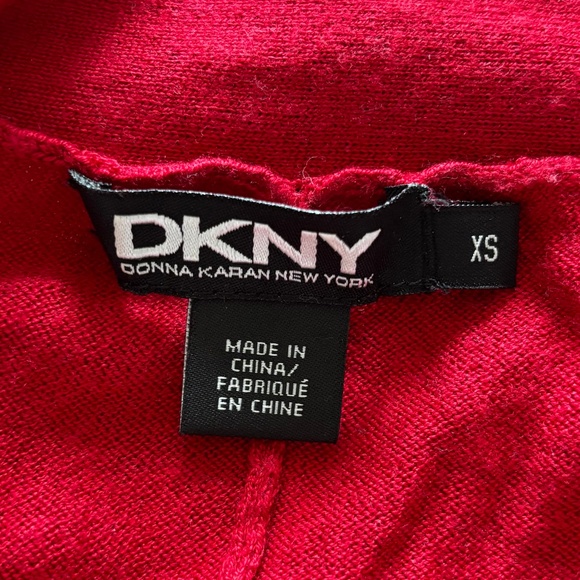 DKNY
DONNA KARAN NEW YORK
XS
MADE IN
CHINA/
FABRIQUÉ
EN CHINE